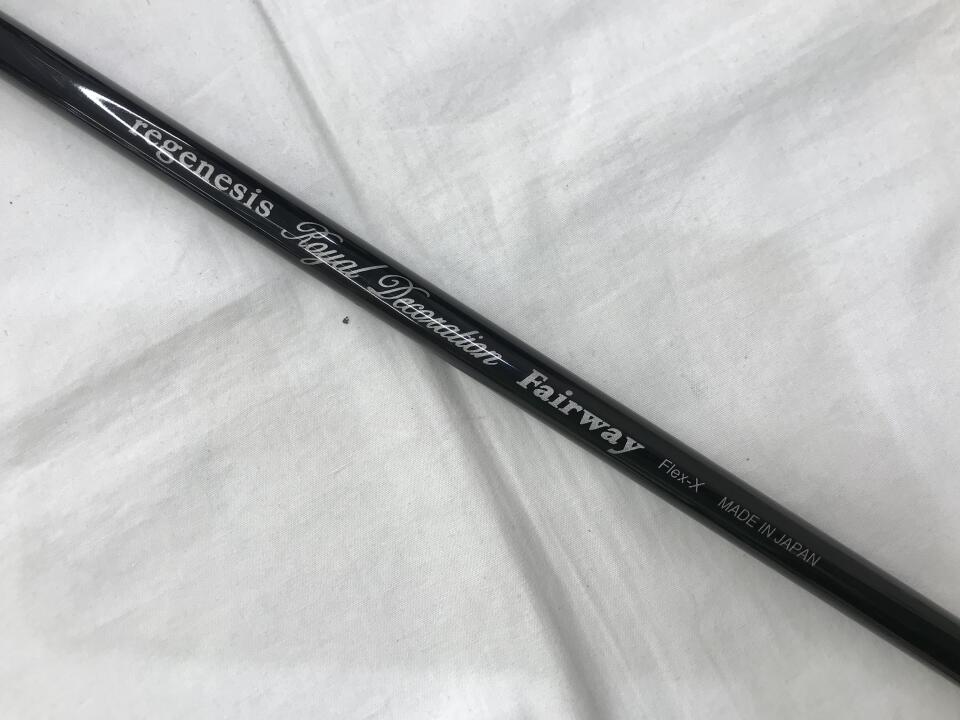 regenesis Royal Decoration Fairway Flex-X MADE IN JAPAN